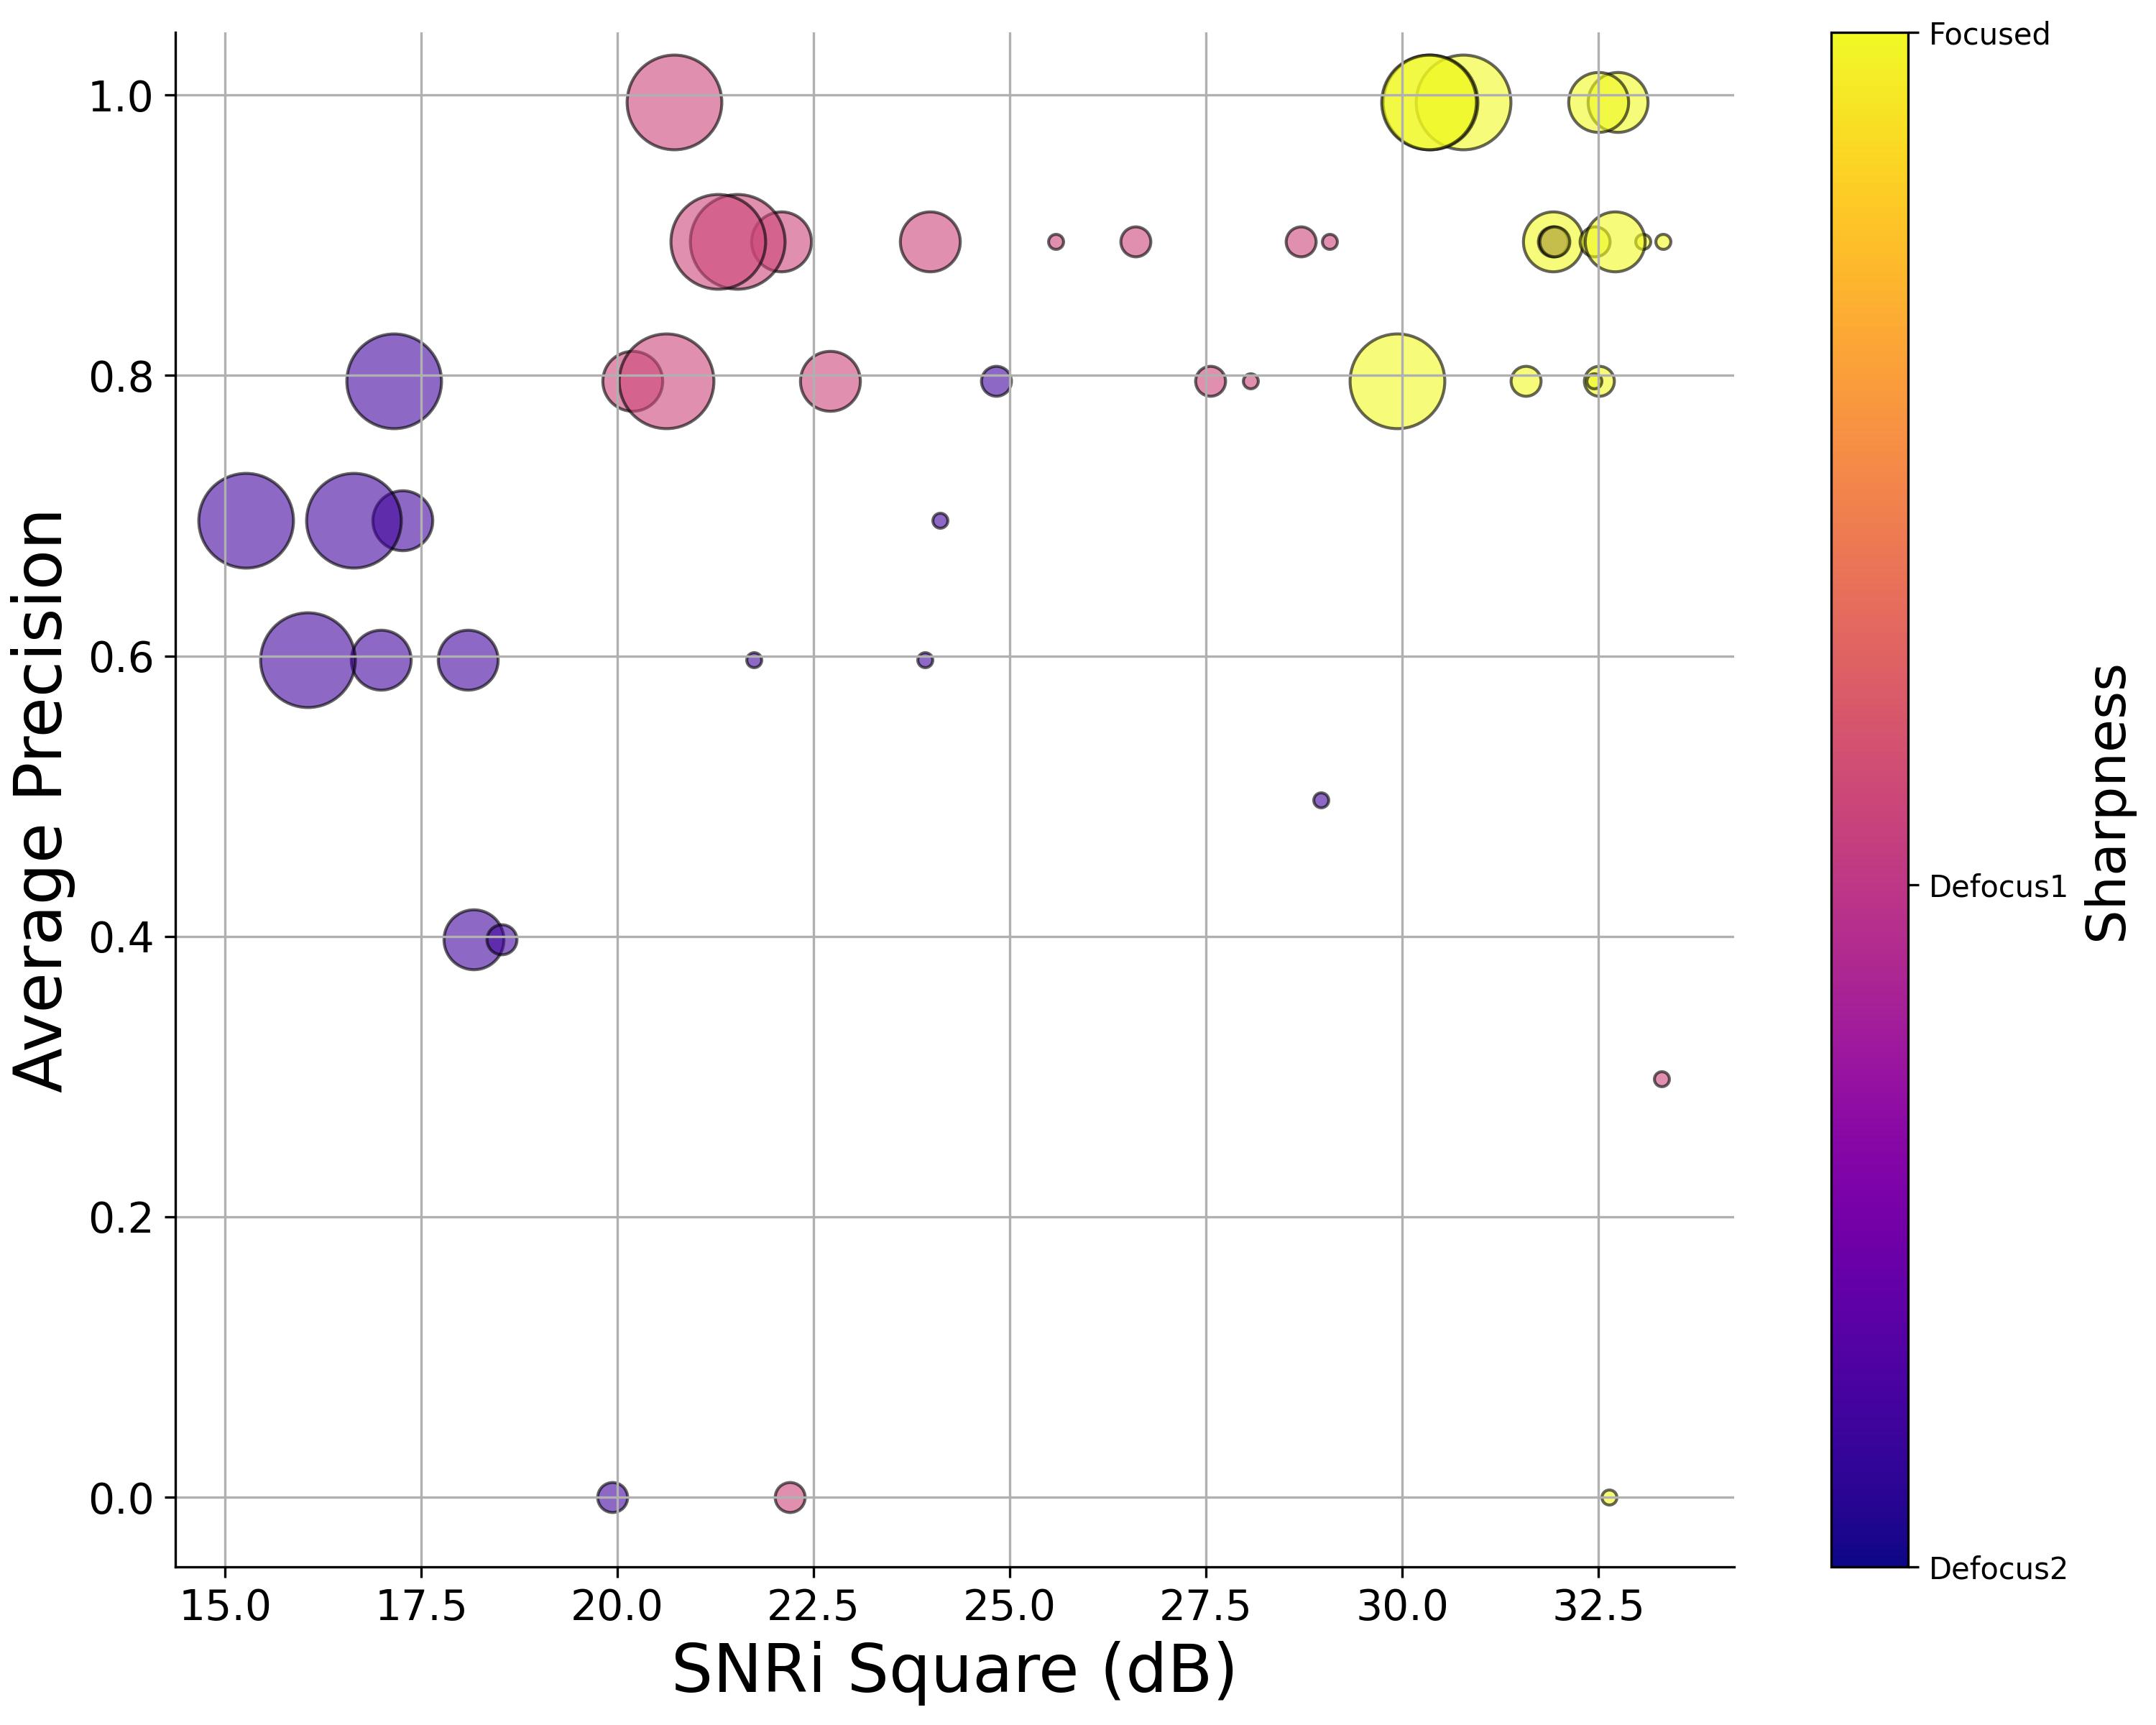 Average Precision
1.0
0.8
0.6
0.4
0.2
0.0
15.0 17.5 20.0 22.5 25.0 27.5 30.0 32.5
SNRi Square (dB)
Focused
Defocus1
Defocus2
Sharpness